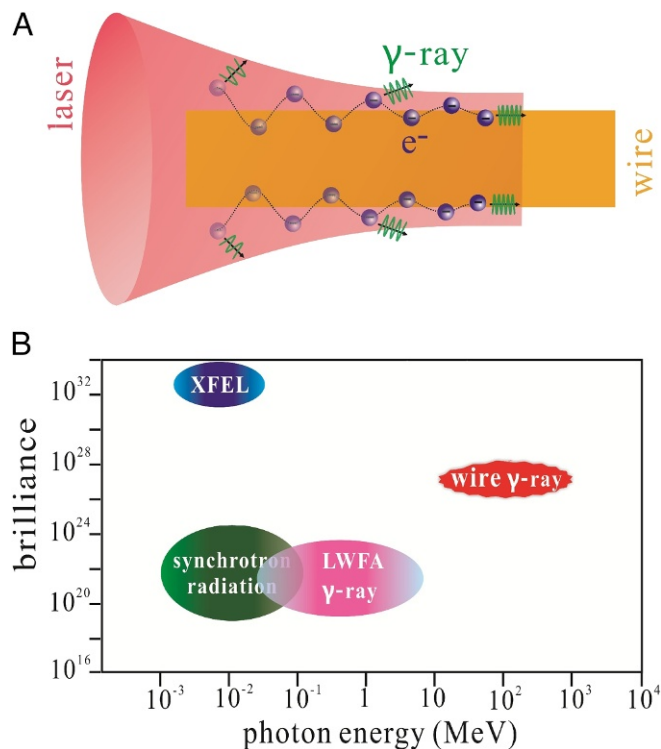 A
laser
γ-ray
e⁻
wire
B
brilliance
10³²
10²⁸
10²⁴
10²⁰
10¹⁶
XFEL
wire γ-ray
synchrotron
radiation
LWFA
γ-ray
10⁻³ 10⁻² 10⁻¹ 1 10 10² 10³ 10⁴
photon energy (MeV)